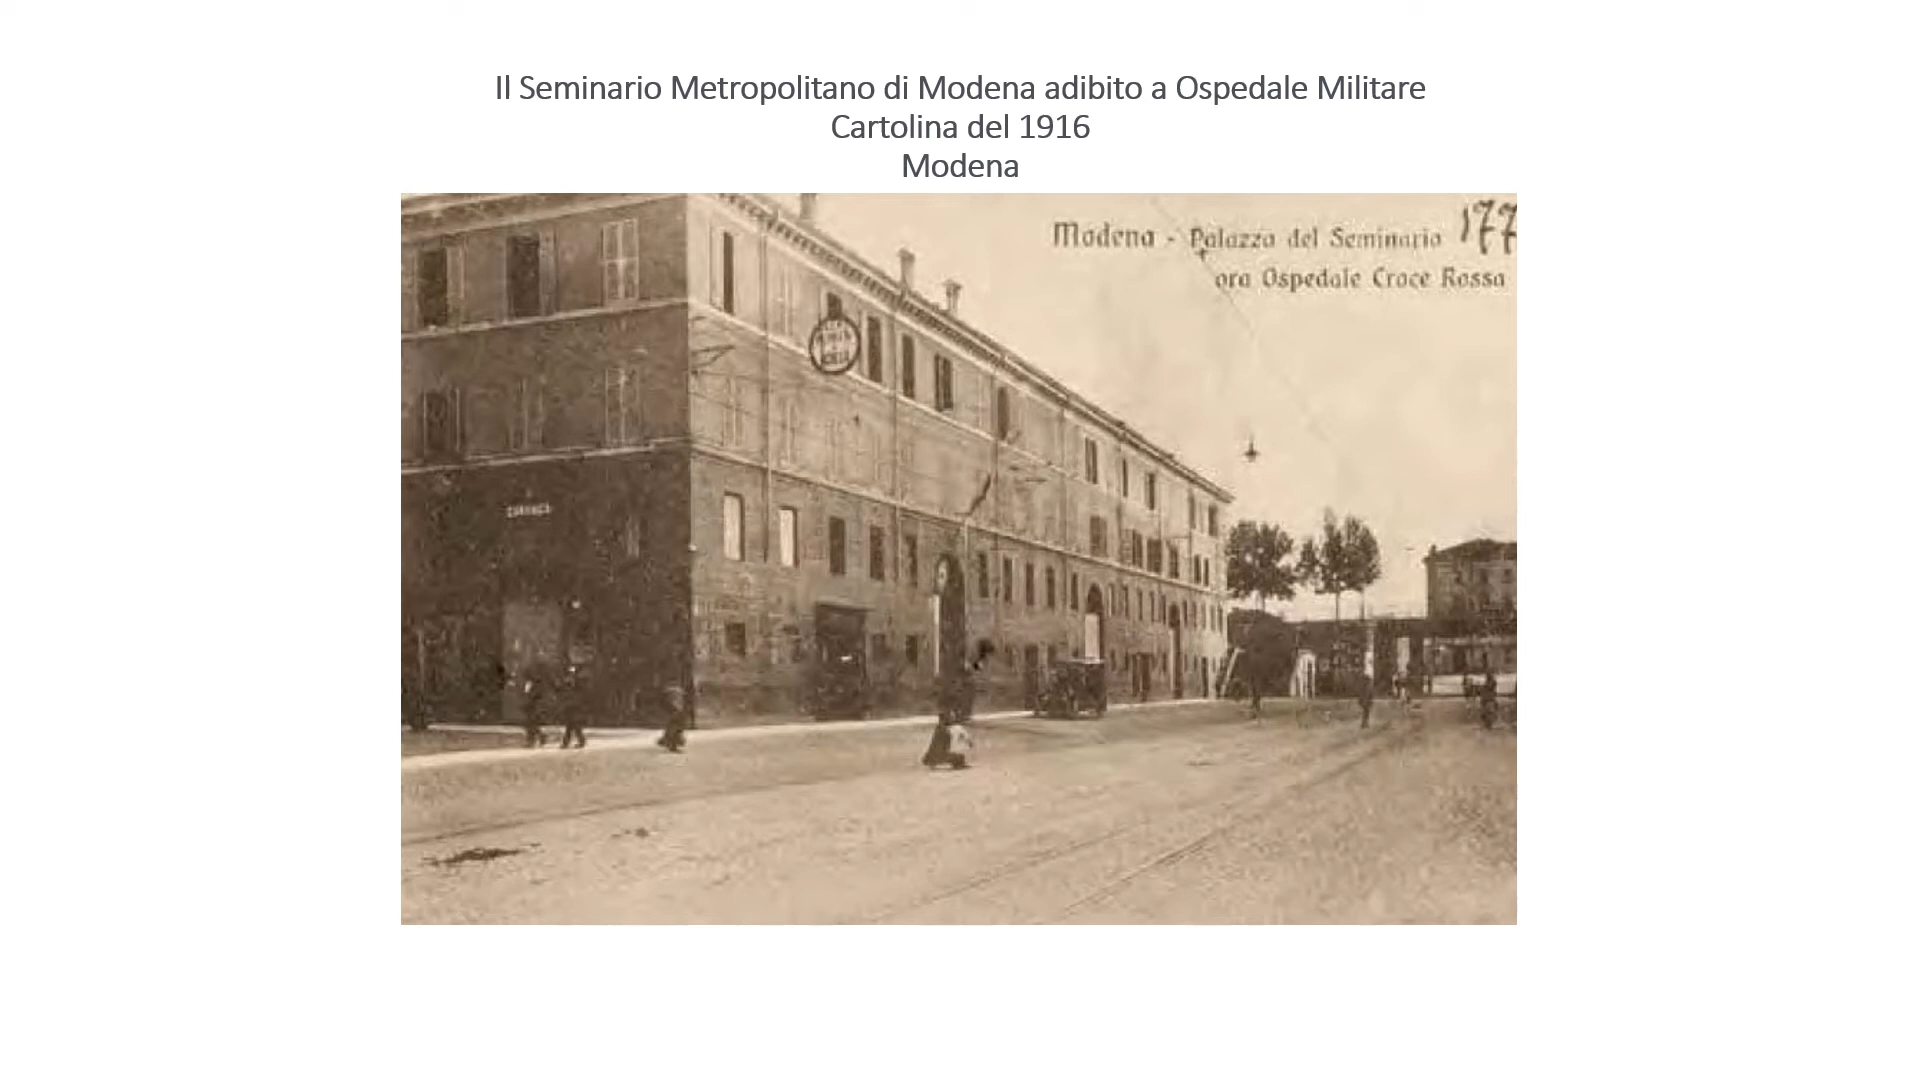 Il Seminario Metropolitano di Modena adibito a Ospedale Militare
Cartolina del 1916
Modena
Modena - Palazzo del Seminario 177
ora Ospedale Croce Rossa